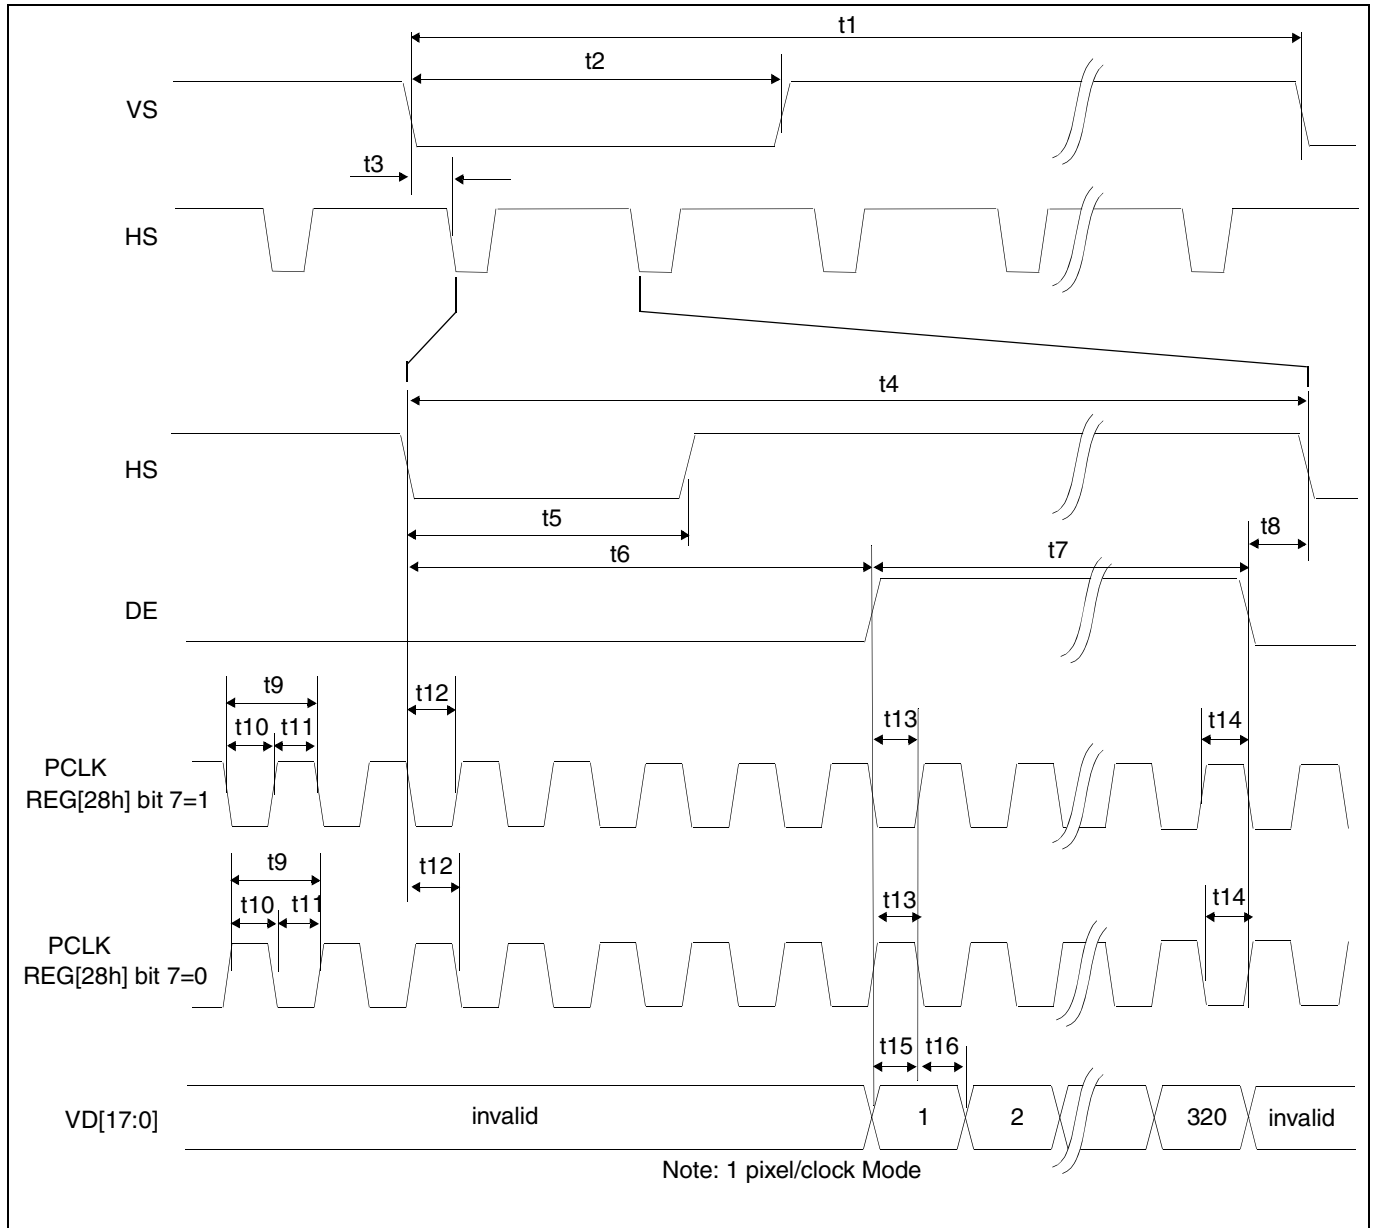 t1
t2
VS
t3
HS
t4
HS
t5
t8
t6
t7
DE
t9
t12
t10 t11
t13
t14
PCLK
REG[28h] bit 7=1
t9
t12
t10 t11
t13
t14
PCLK
REG[28h] bit 7=0
t15 t16
VD[17:0]
invalid
1
2
320
invalid
Note: 1 pixel/clock Mode